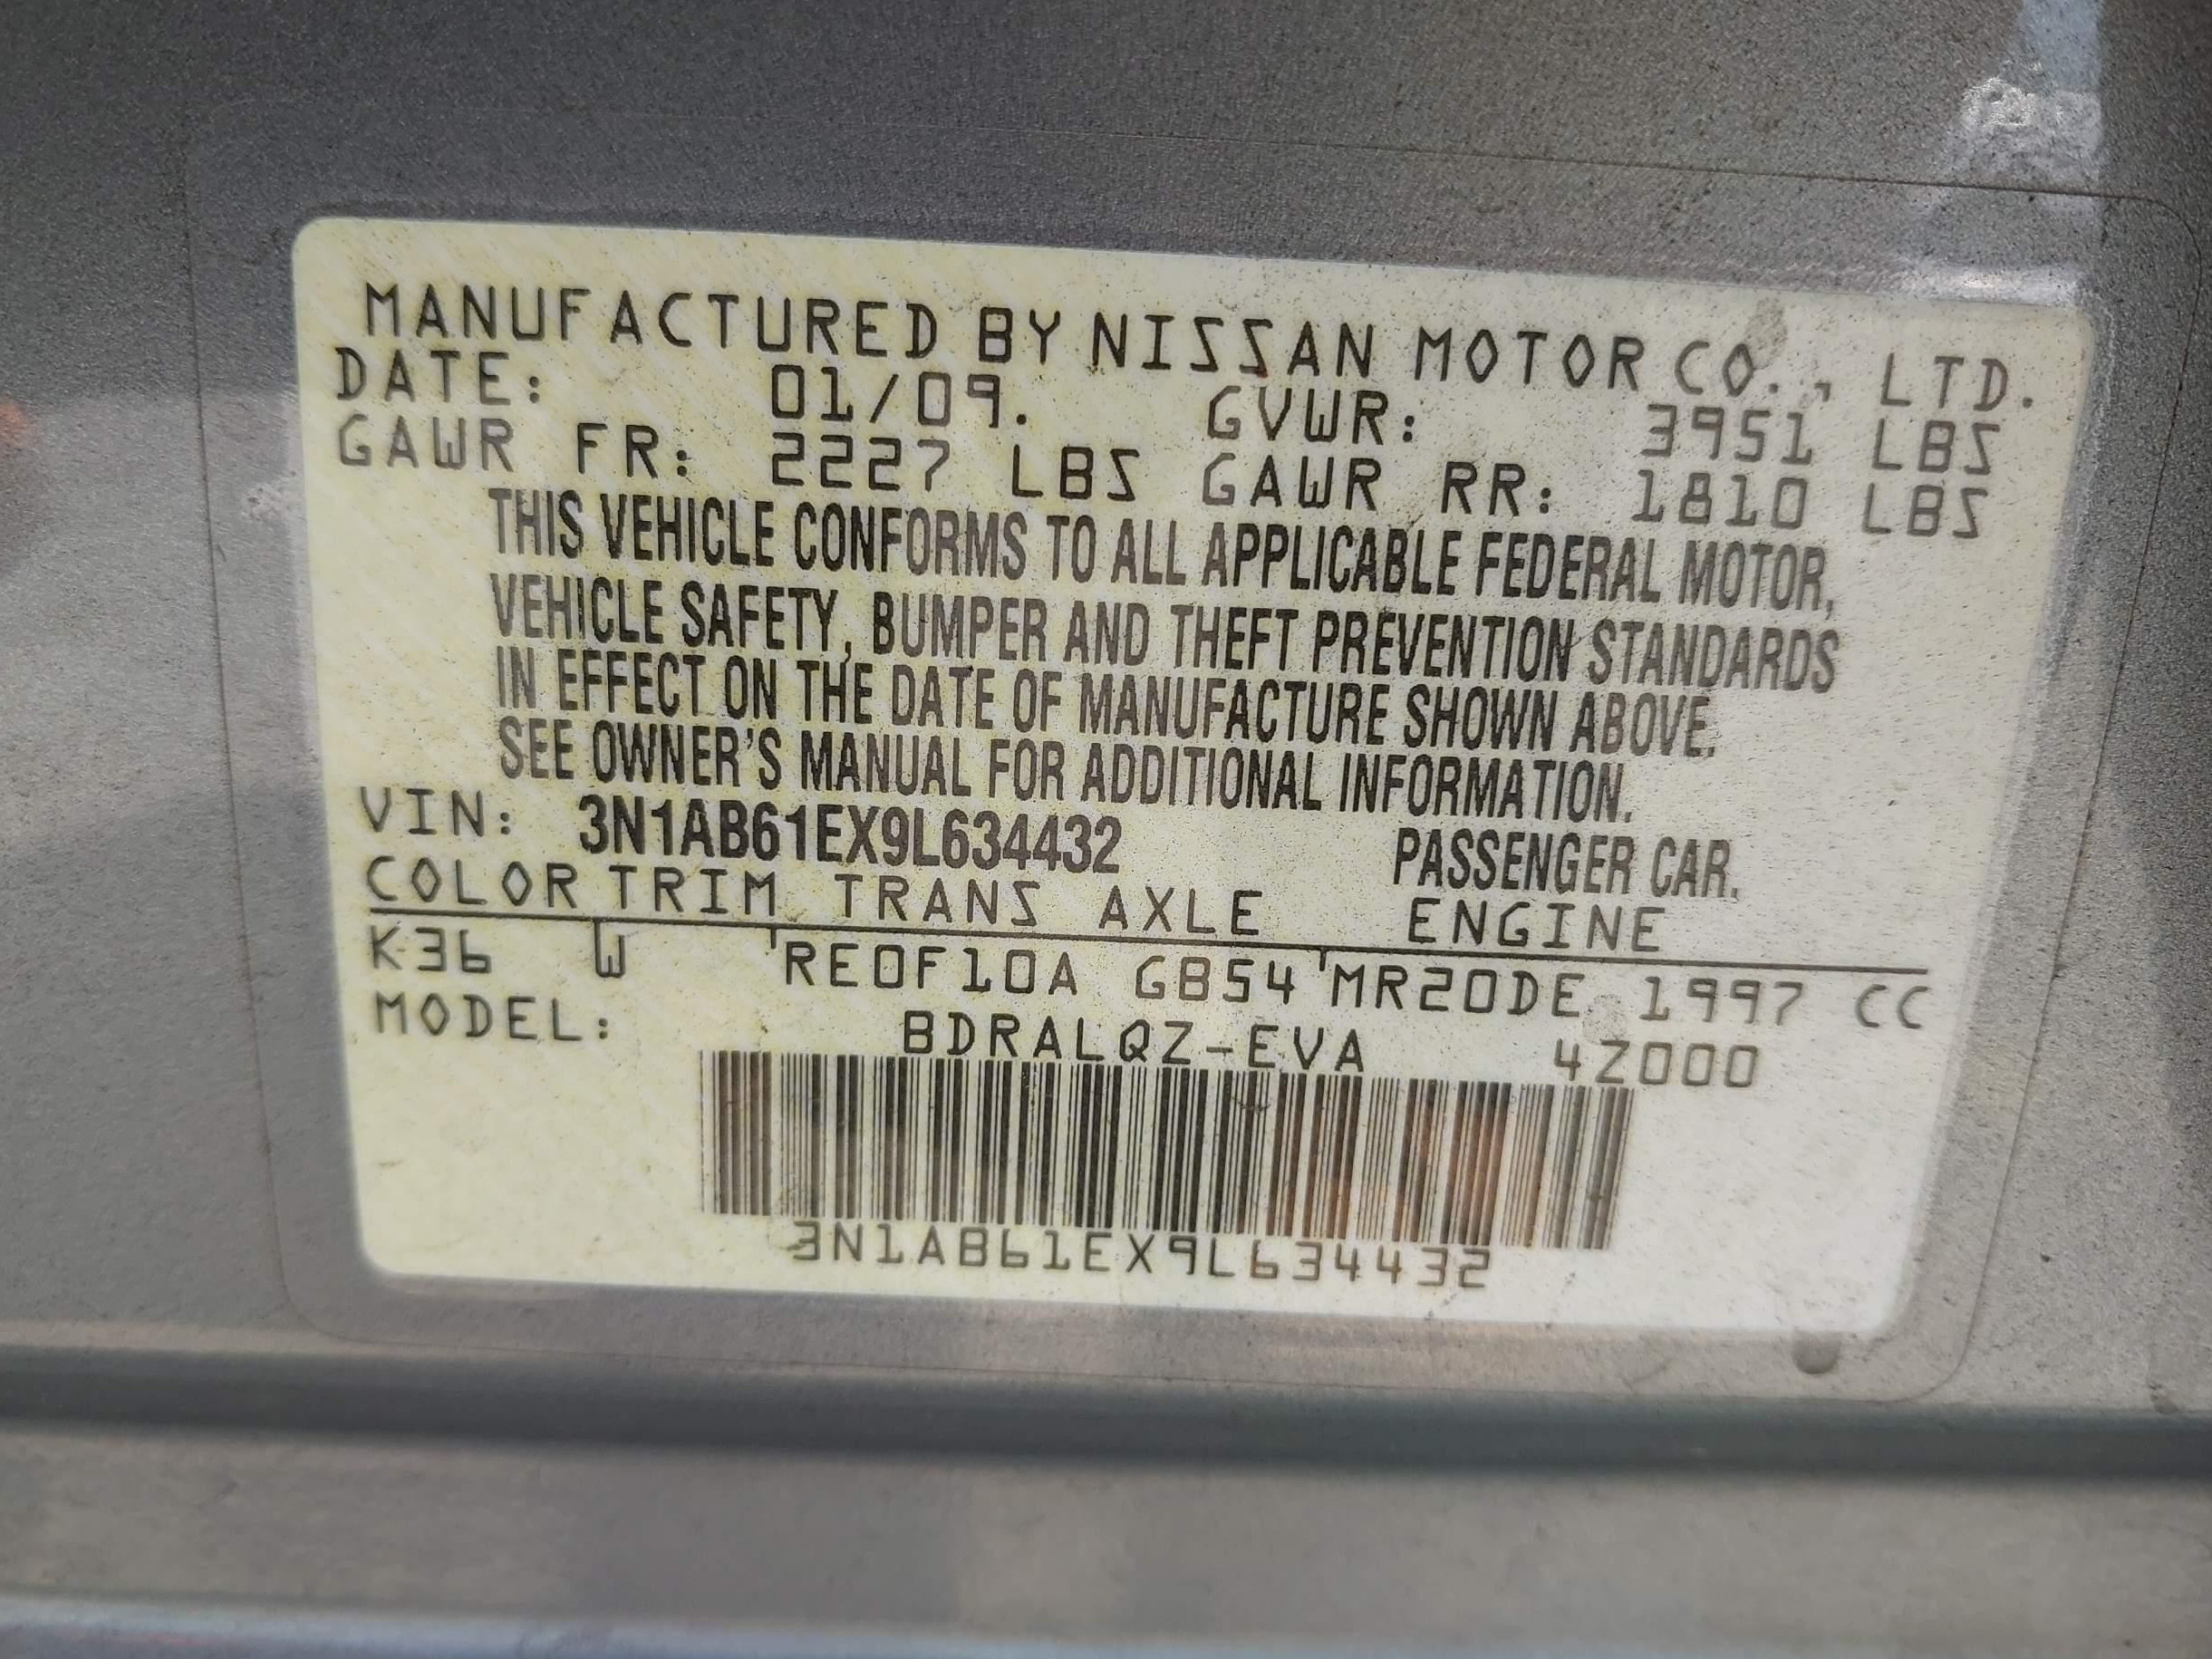 MANUFACTURED BY NISSAN MOTOR CO., LTD.
DATE: 01/09. GVWR: 3951 LBS
GAWR FR: 2227 LBS GAWR RR: 1810 LBS
THIS VEHICLE CONFORMS TO ALL APPLICABLE FEDERAL MOTOR,
VEHICLE SAFETY, BUMPER AND THEFT PREVENTION STANDARDS
IN EFFECT ON THE DATE OF MANUFACTURE SHOWN ABOVE.
SEE OWNER'S MANUAL FOR ADDITIONAL INFORMATION.
VIN: 3N1AB61EX9L634432 PASSENGER CAR.
COLOR TRIM TRANS AXLE ENGINE
K36 W RE0F10A GB54 MR20DE 1997 CC
MODEL: BDRALQZ-EVA 4Z000
3N1AB61EX9L634432